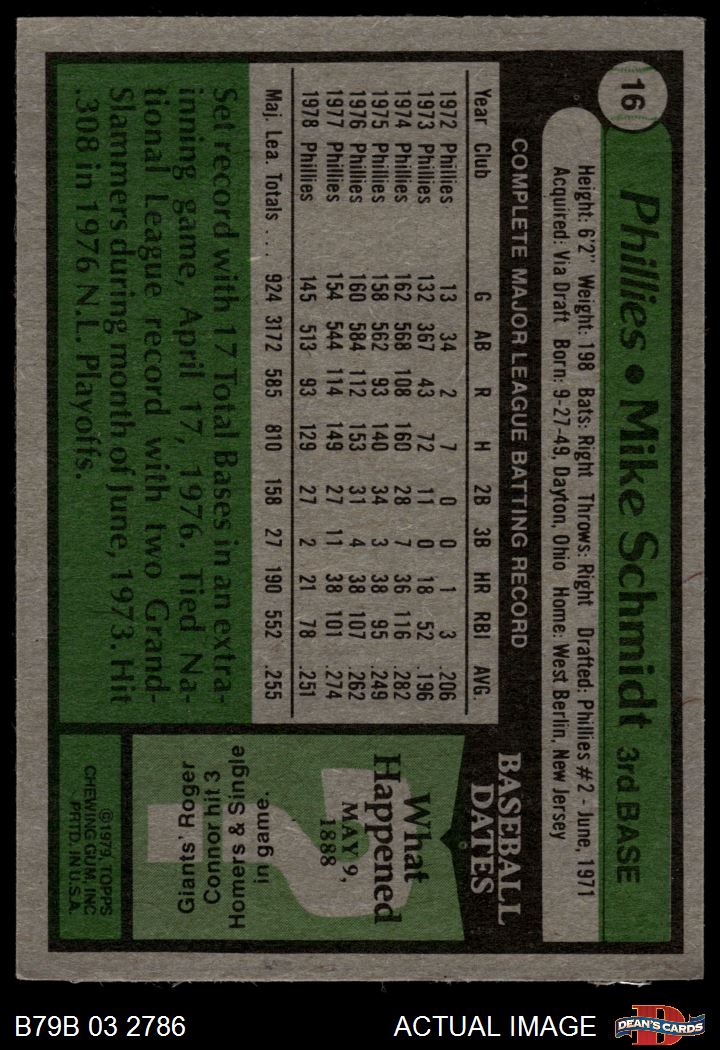 16
Phillies • Mike Schmidt 3rd BASE
Height: 6'2" Weight: 198 Bats: Right Throws: Right Drafted: Phillies #2 - June, 1971
Acquired: Via Draft Born: 9-27-49, Dayton, Ohio Home: West Berlin, New Jersey
COMPLETE MAJOR LEAGUE BATTING RECORD
Year Club G AB R H 2B 3B HR RBI AVG.
1972 Phillies 13 34 2 7 0 0 1 3 .206
1973 Phillies 132 367 43 72 11 0 18 52 .196
1974 Phillies 162 568 108 160 28 7 36 116 .282
1975 Phillies 158 562 93 140 34 3 38 95 .249
1976 Phillies 160 584 112 153 31 4 38 107 .262
1977 Phillies 154 544 114 149 27 11 38 101 .274
1978 Phillies 145 513 93 129 27 2 21 78 .251
Maj. Lea. Totals . . . 924 3172 585 810 158 27 190 552 .255
Set record with 17 Total Bases in an extra-
inning game, April 17, 1976. Tied Na-
tional League record with two Grand-
Slammers during month of June, 1973. Hit
.308 in 1976 N.L. Playoffs.
BASEBALL
DATES
What
Happened
MAY 9,
1888
?
Giants' Roger
Connor hit 3
Homers & Single
in game.
©1979, TOPPS
CHEWING GUM, INC
PRTD. IN U.S.A.
B79B 03 2786
ACTUAL IMAGE
D
DEAN'S CARDS